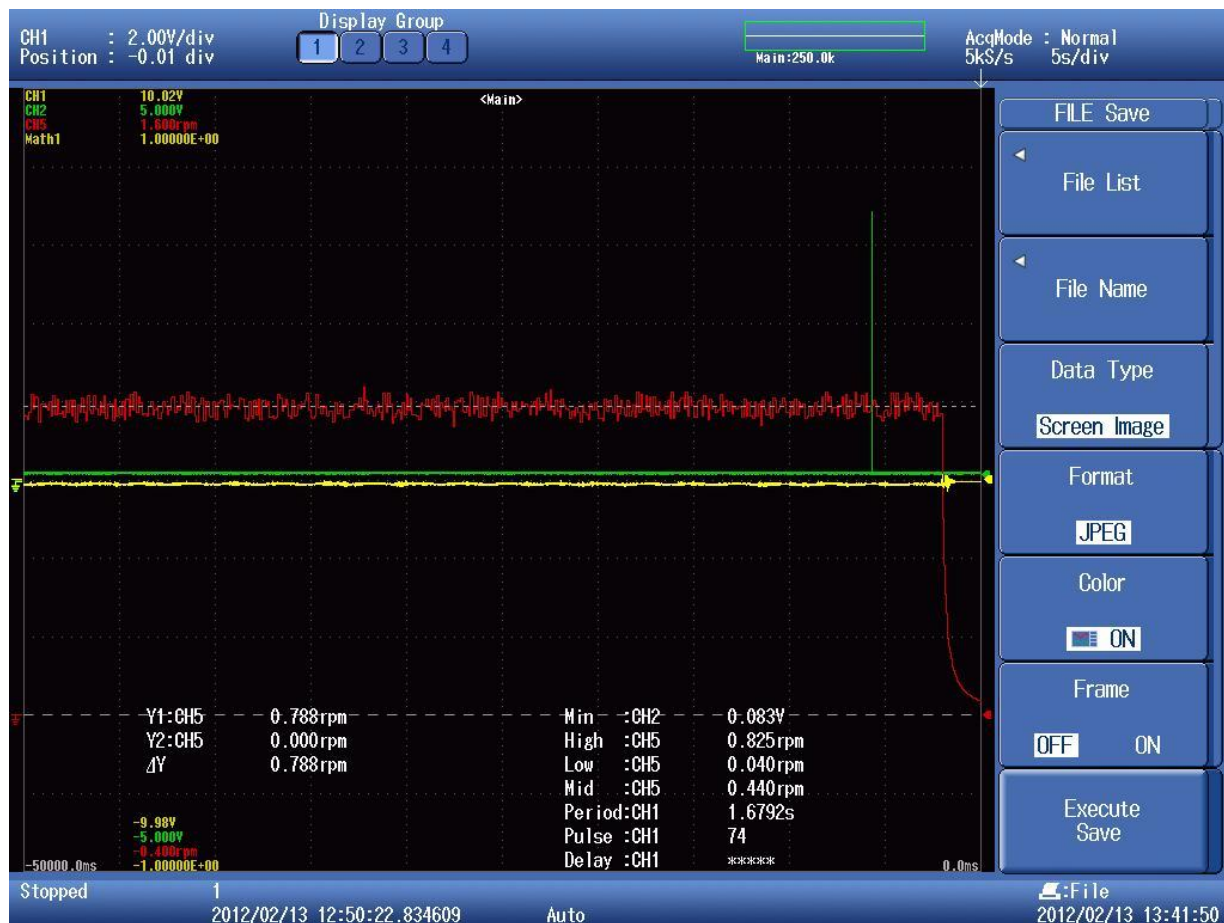 Display Group
CH1 : 2.00V/div
Position : -0.01 div
1 2 3 4
Main:250.0k
AcqMode : Normal
5kS/s 5s/div
<Main>
CH1 10.02V
CH2 5.000V
CH5 1.600rpm
Math1 1.00000E+00
Y1:CH5 0.788rpm
Y2:CH5 0.000rpm
ΔY 0.788rpm
Min :CH2 0.083V
High :CH5 0.825rpm
Low :CH5 0.040rpm
Mid :CH5 0.440rpm
Period:CH1 1.6792s
Pulse :CH1 74
Delay :CH1 *****
-9.98V
-5.000V
-0.400rpm
-50000.0ms -1.00000E+00 0.0ms
FILE Save
File List
File Name
Data Type
Screen Image
Format
JPEG
Color
ON
Frame
OFF ON
Execute
Save
Stopped 1
2012/02/13 12:50:22.834609 Auto
:File
2012/02/13 13:41:50